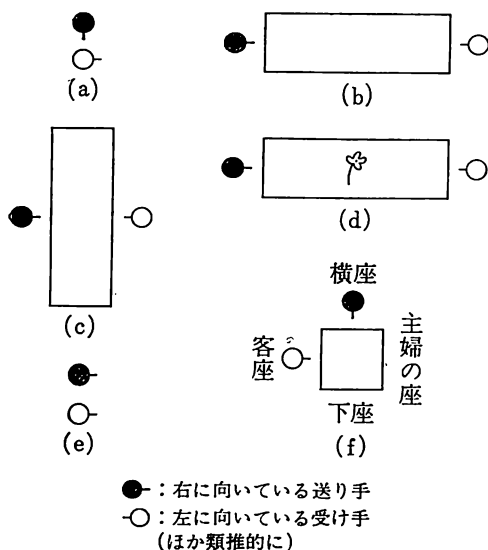 (a)
(b)
(c)
(d)
(e)
横座
客座
主婦の座
下座
(f)
：右に向いている送り手
：左に向いている受け手
(ほか類推的に)